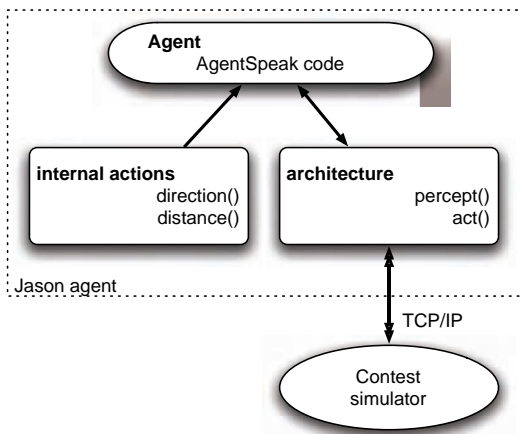 Agent
AgentSpeak code
internal actions
direction()
distance()
architecture
percept()
act()
Jason agent
TCP/IP
Contest
simulator